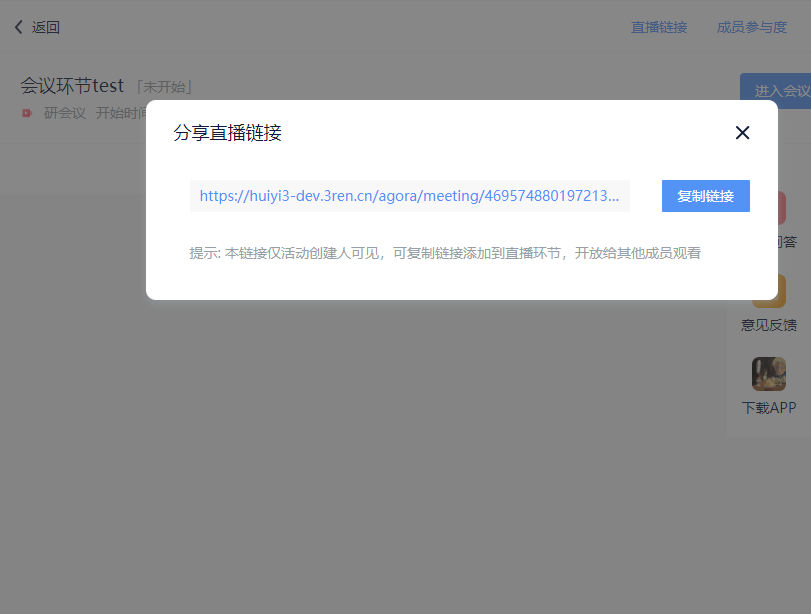 返回
直播链接
成员参与度
会议环节test 「未开始」
进入会议
研会议 开始时间
分享直播链接
https://huiyi3-dev.3ren.cn/agora/meeting/469574880197213...
复制链接
提示: 本链接仅活动创建人可见，可复制链接添加到直播环节，开放给其他成员观看
问答
意见反馈
下载APP